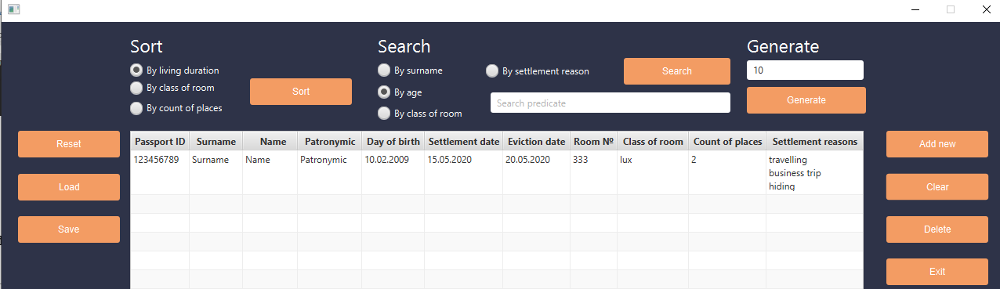 Sort
Search
Generate
By living duration
By class of room
By count of places
Sort
By surname
By age
By class of room
By settlement reason
Search
Search predicate
10
Generate
Reset
Load
Save
Passport ID Surname Name Patronymic Day of birth Settlement date Eviction date Room № Class of room Count of places Settlement reasons
123456789 Surname Name Patronymic 10.02.2009 15.05.2020 20.05.2020 333 lux 2 travelling
business trip
hiding
Add new
Clear
Delete
Exit